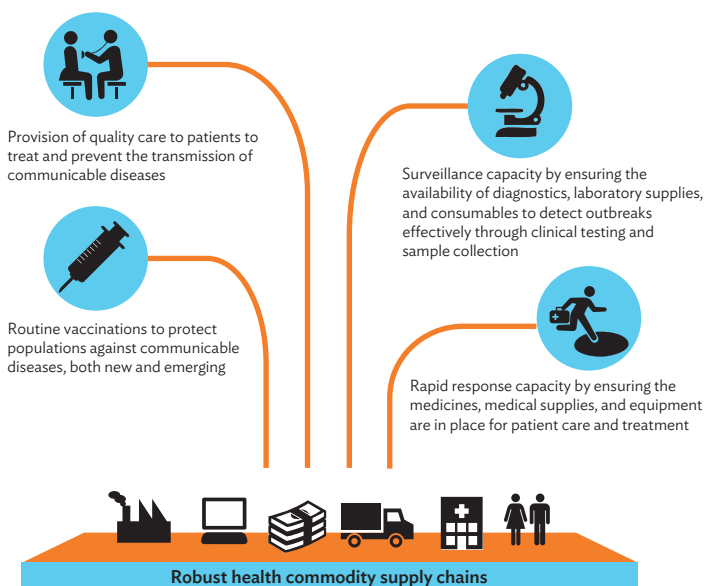 Provision of quality care to patients to
treat and prevent the transmission of
communicable diseases
Surveillance capacity by ensuring the
availability of diagnostics, laboratory supplies,
and consumables to detect outbreaks
effectively through clinical testing and
sample collection
Routine vaccinations to protect
populations against communicable
diseases, both new and emerging
Rapid response capacity by ensuring the
medicines, medical supplies, and equipment
are in place for patient care and treatment
Robust health commodity supply chains